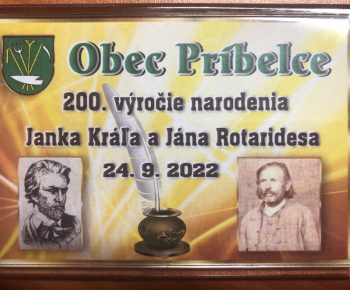 Obec Príbelce
200. výročie narodenia
Janka Kráľa a Jána Rotaridesa
24. 9. 2022